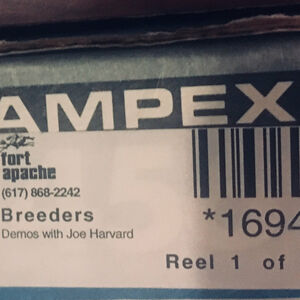 AMPEX
fort
apache
(617) 868-2242
Breeders
Demos with Joe Harvard
*1694
Reel 1 of